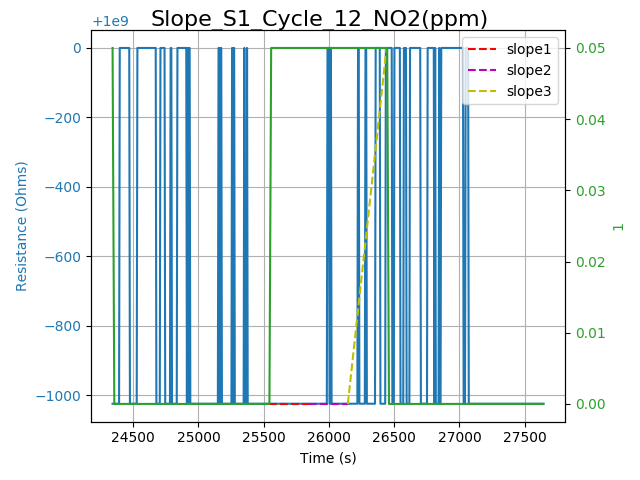 Slope_S1_Cycle_12_NO2(ppm)
+1e9
0
−200
−400
−600
−800
−1000
Resistance (Ohms)
slope1
slope2
slope3
0.05
0.04
0.03
0.02
0.01
0.00
1
24500 25000 25500 26000 26500 27000 27500
Time (s)